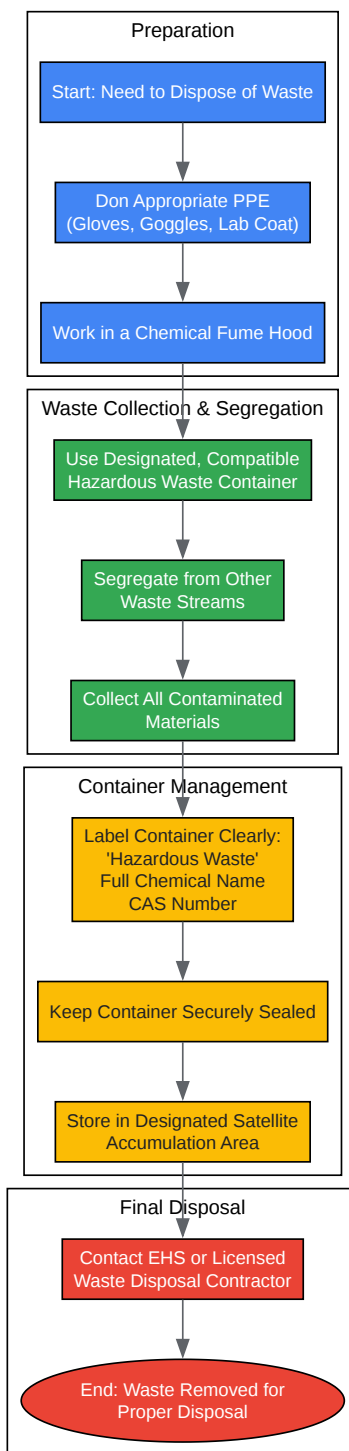 Preparation
Start: Need to Dispose of Waste
Don Appropriate PPE
(Gloves, Goggles, Lab Coat)
Work in a Chemical Fume Hood
Waste Collection & Segregation
Use Designated, Compatible
Hazardous Waste Container
Segregate from Other
Waste Streams
Collect All Contaminated
Materials
Container Management
Label Container Clearly:
'Hazardous Waste'
Full Chemical Name
CAS Number
Keep Container Securely Sealed
Store in Designated Satellite
Accumulation Area
Final Disposal
Contact EHS or Licensed
Waste Disposal Contractor
End: Waste Removed for
Proper Disposal